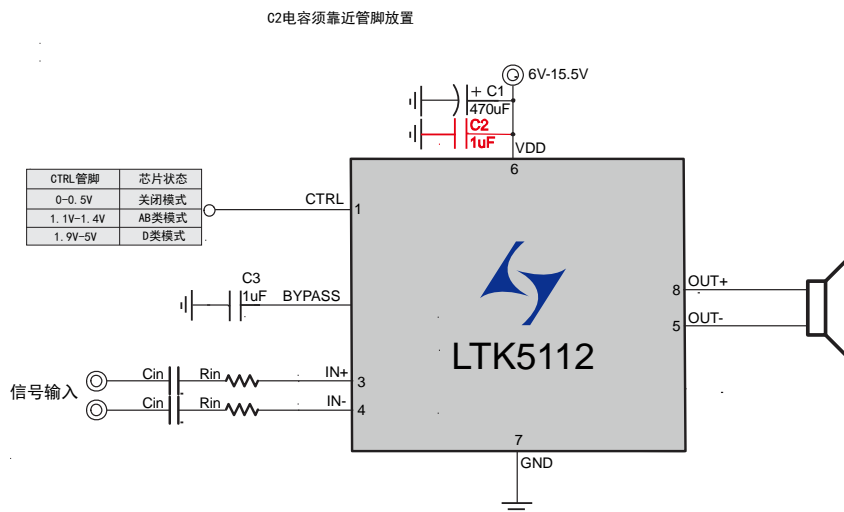 C2电容须靠近管脚放置
6V-15.5V
+ C1
470uF
C2
1uF
VDD
6
CTRL管脚 芯片状态
0-0.5V 关闭模式
1.1V-1.4V AB类模式
1.9V-5V D类模式
CTRL
1
C3
1uF
BYPASS
OUT+
8
OUT-
5
LTK5112
信号输入
Cin
Rin
IN+
3
Cin
Rin
IN-
4
7
GND